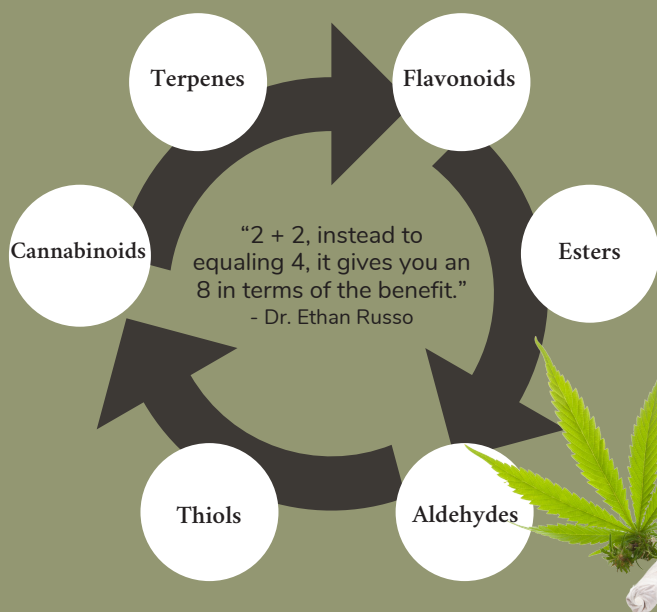 Terpenes
Flavonoids
Cannabinoids
Esters
“2 + 2, instead to
equaling 4, it gives you an
8 in terms of the benefit.”
- Dr. Ethan Russo
Thiols
Aldehydes